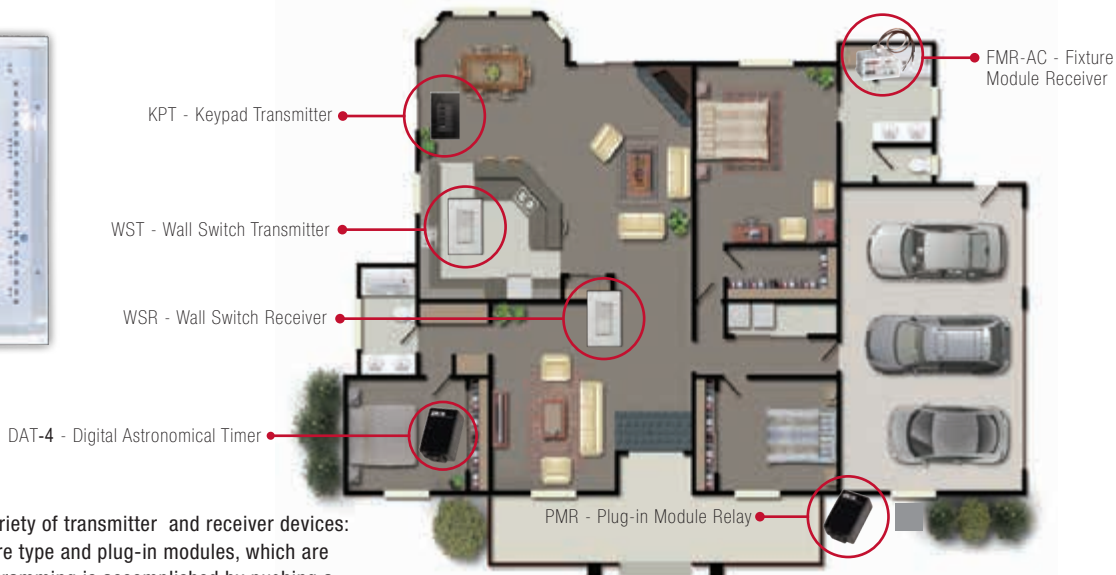 FMR-AC - Fixture
Module Receiver
KPT - Keypad Transmitter
WST - Wall Switch Transmitter
WSR - Wall Switch Receiver
DAT-4 - Digital Astronomical Timer
PMR - Plug-in Module Relay
riety of transmitter and receiver devices:
re type and plug-in modules, which are